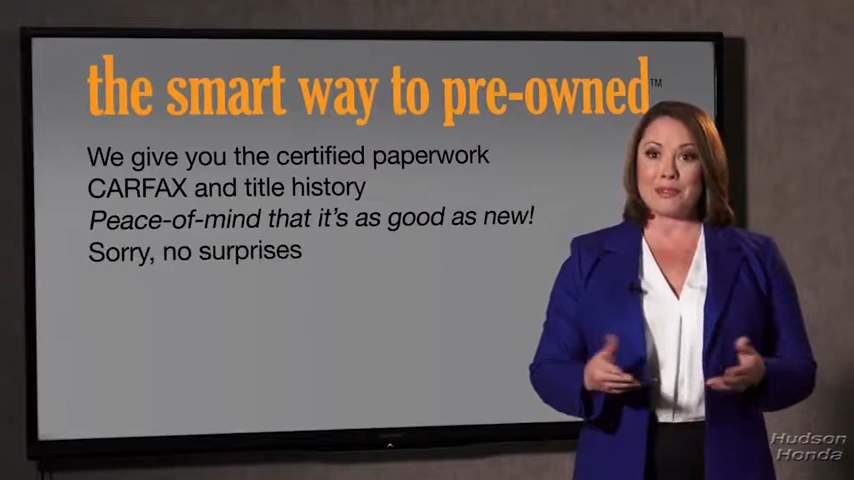 the smart way to pre-owned™
We give you the certified paperwork
CARFAX and title history
Peace-of-mind that it's as good as new!
Sorry, no surprises
Hudson
Honda